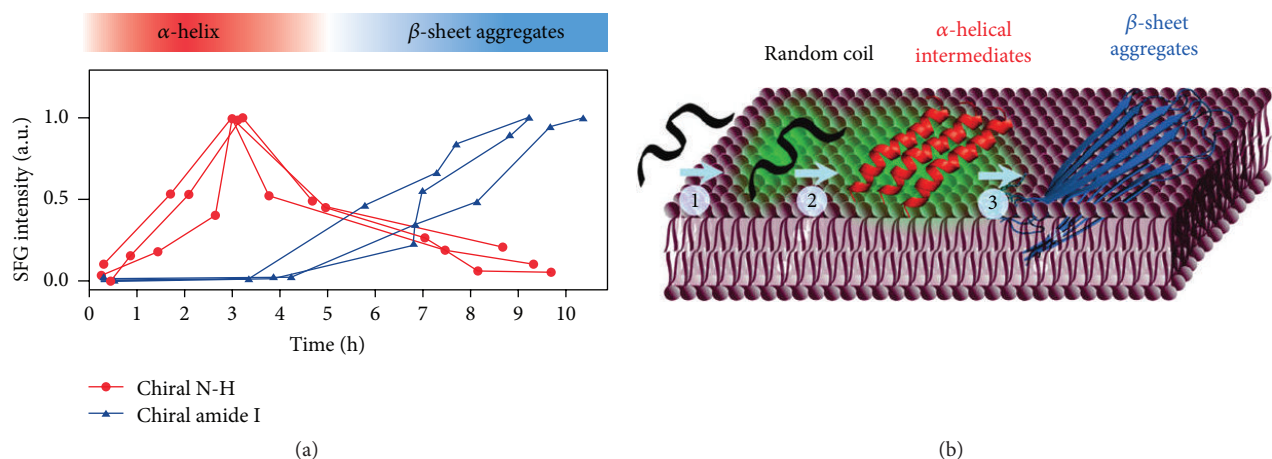 α-helix
β-sheet aggregates
SFG intensity (a.u.)
1.0
0.5
0.0
0 1 2 3 4 5 6 7 8 9 10
Time (h)
Chiral N-H
Chiral amide I
(a)
Random coil
α-helical
intermediates
β-sheet
aggregates
1
2
3
(b)